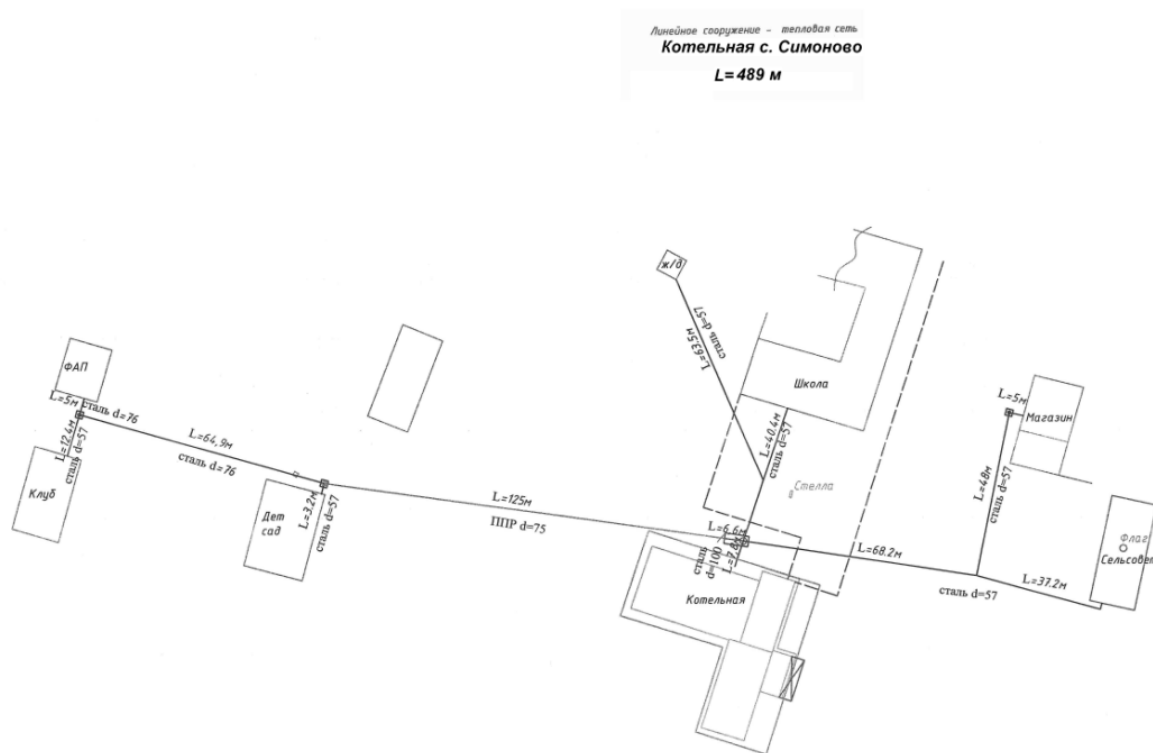 Линейное сооружение - тепловая сеть
Котельная с. Симоново
L= 489 м
ж/д
сталь d=57
L=63.5м
Школа
ФАП
L=5м
сталь d=76
L=12.4м
сталь d=57
Клуб
L=64,9м
сталь d=76
Дет
сад
L=3.2м
сталь d=57
L=125м
ППР d=75
L=40.4м
сталь d=57
Стелла
L=6.6м
сталь
d=100
L=7.8м
Котельная
L=68.2м
сталь d=57
L=5м
Магазин
L=48м
сталь d=57
L=37.2м
Флаг
Сельсовет